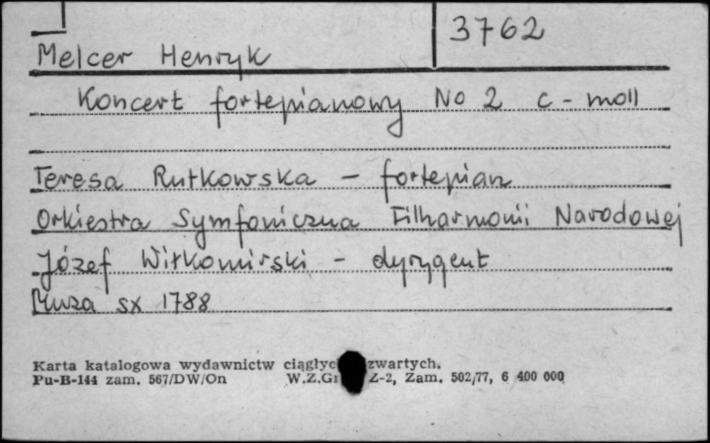 3762
Melcer Henryk
Koncert fortepianowy No 2 c-moll
Teresa Rutkowska - fortepian
Orkiestra Symfoniczna Filharmonii Narodowej
Józef Wiłkomirski - dyrygent
Muza sx 1788
Karta katalogowa wydawnictw zwartych.
Pu-B-144 zam. 567/DW/On W.Z.Gr Z-2, Zam. 502/77, 6 400 000